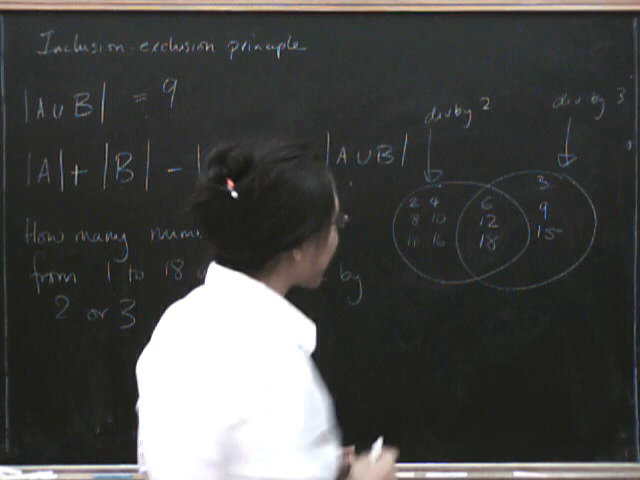 Inclusion-exclusion principle
|A∪B| = 9
|A|+|B|-| |A∪B|
How many
from 1 to 18 by
2 or 3
div by 2
div by 3
2 4
8 10
14 16
6
12
18
3
9
15